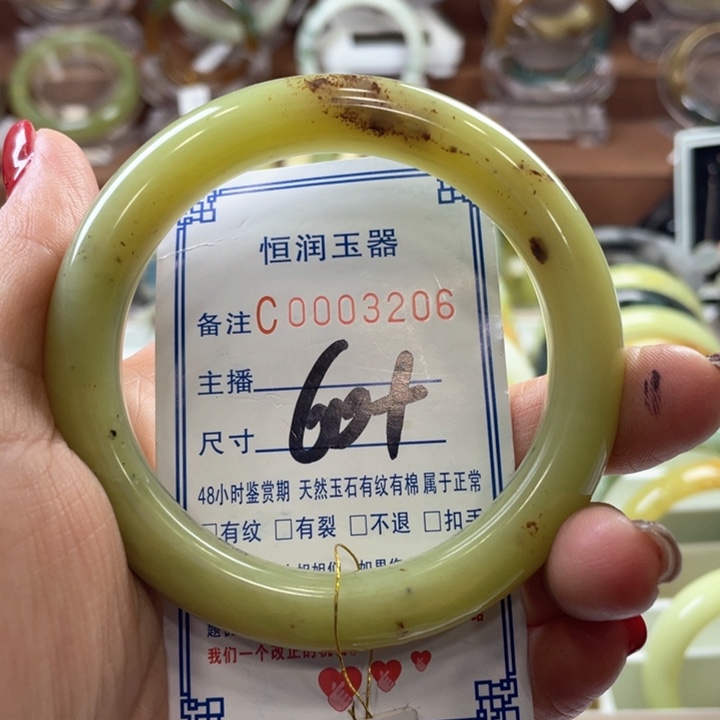 恒润玉器
备注C0003206
主播
尺寸 60+
48小时鉴赏期 天然玉石有纹有棉 属于正常
□有纹 □有裂 □不退 □扣手
我们一个改正的机会